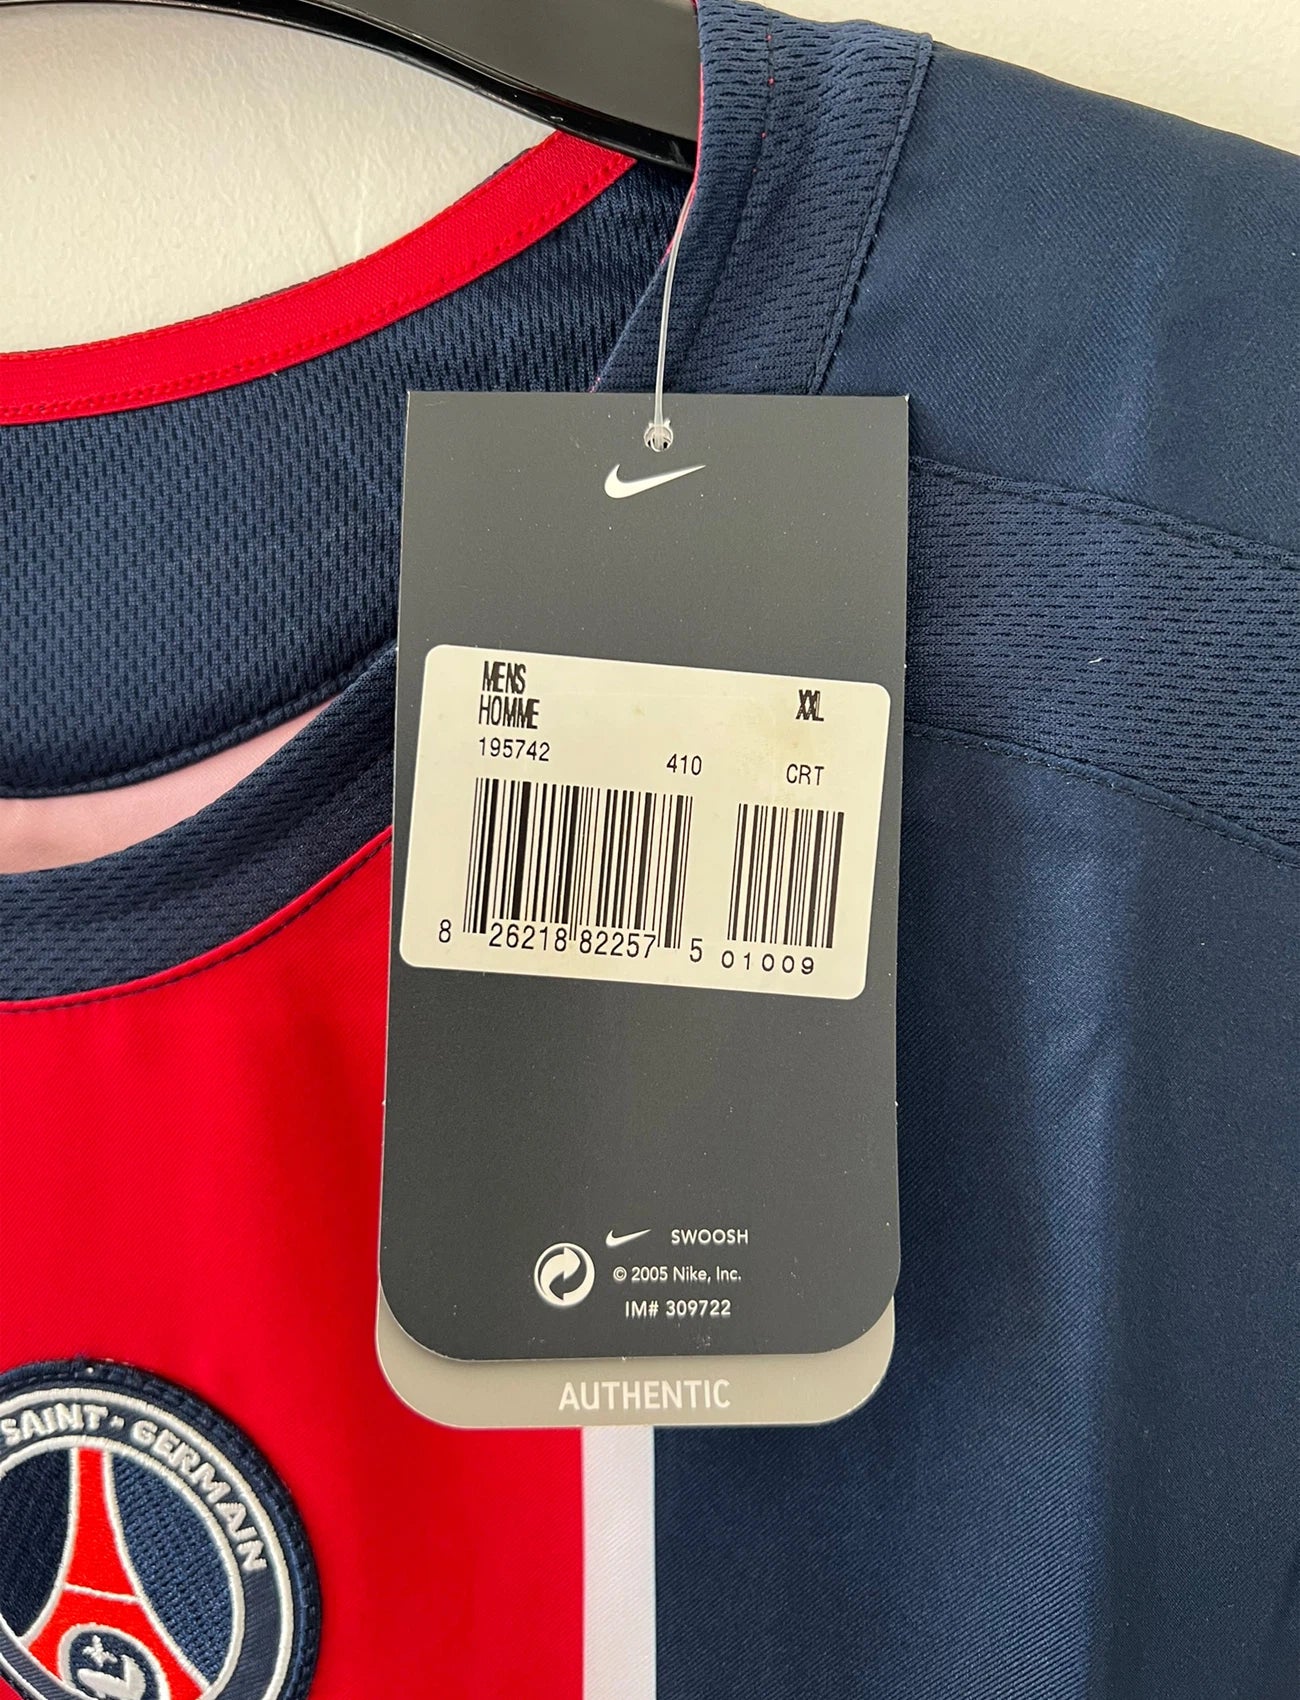 MENS
HOMME
XXL
195742 410 CRT
8 26218 82257 5 01009
SWOOSH
© 2005 Nike, Inc.
IM# 309722
AUTHENTIC
SAINT-GERMAIN